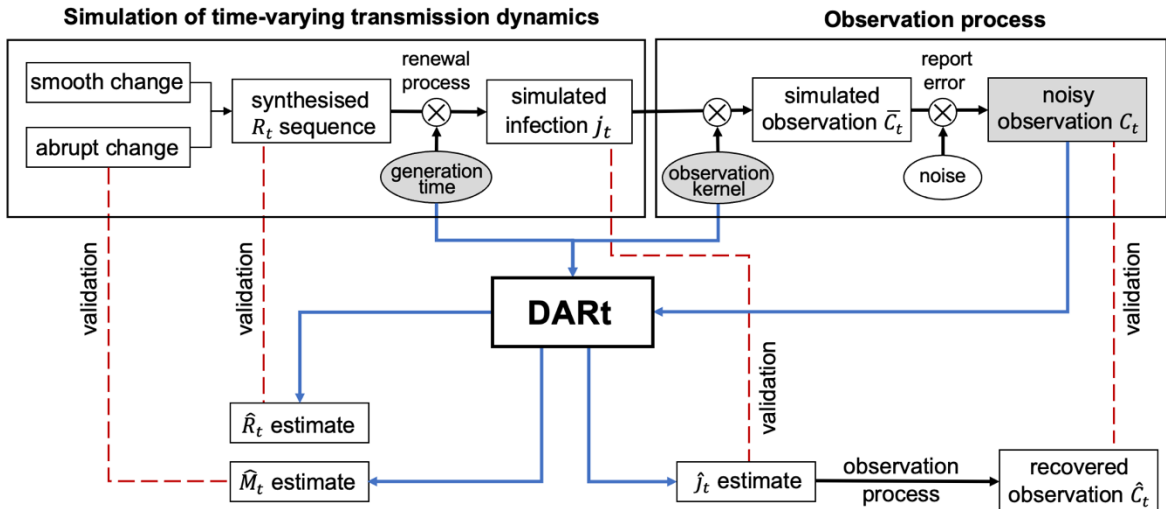 Simulation of time-varying transmission dynamics
Observation process
smooth change
abrupt change
synthesised
R_t sequence
renewal
process
generation
time
simulated
infection j_t
observation
kernel
simulated
observation C̅_t
report
error
noise
noisy
observation C_t
validation
validation
validation
validation
DARt
R̂_t estimate
M̂_t estimate
ĵ_t estimate
observation
process
recovered
observation Ĉ_t